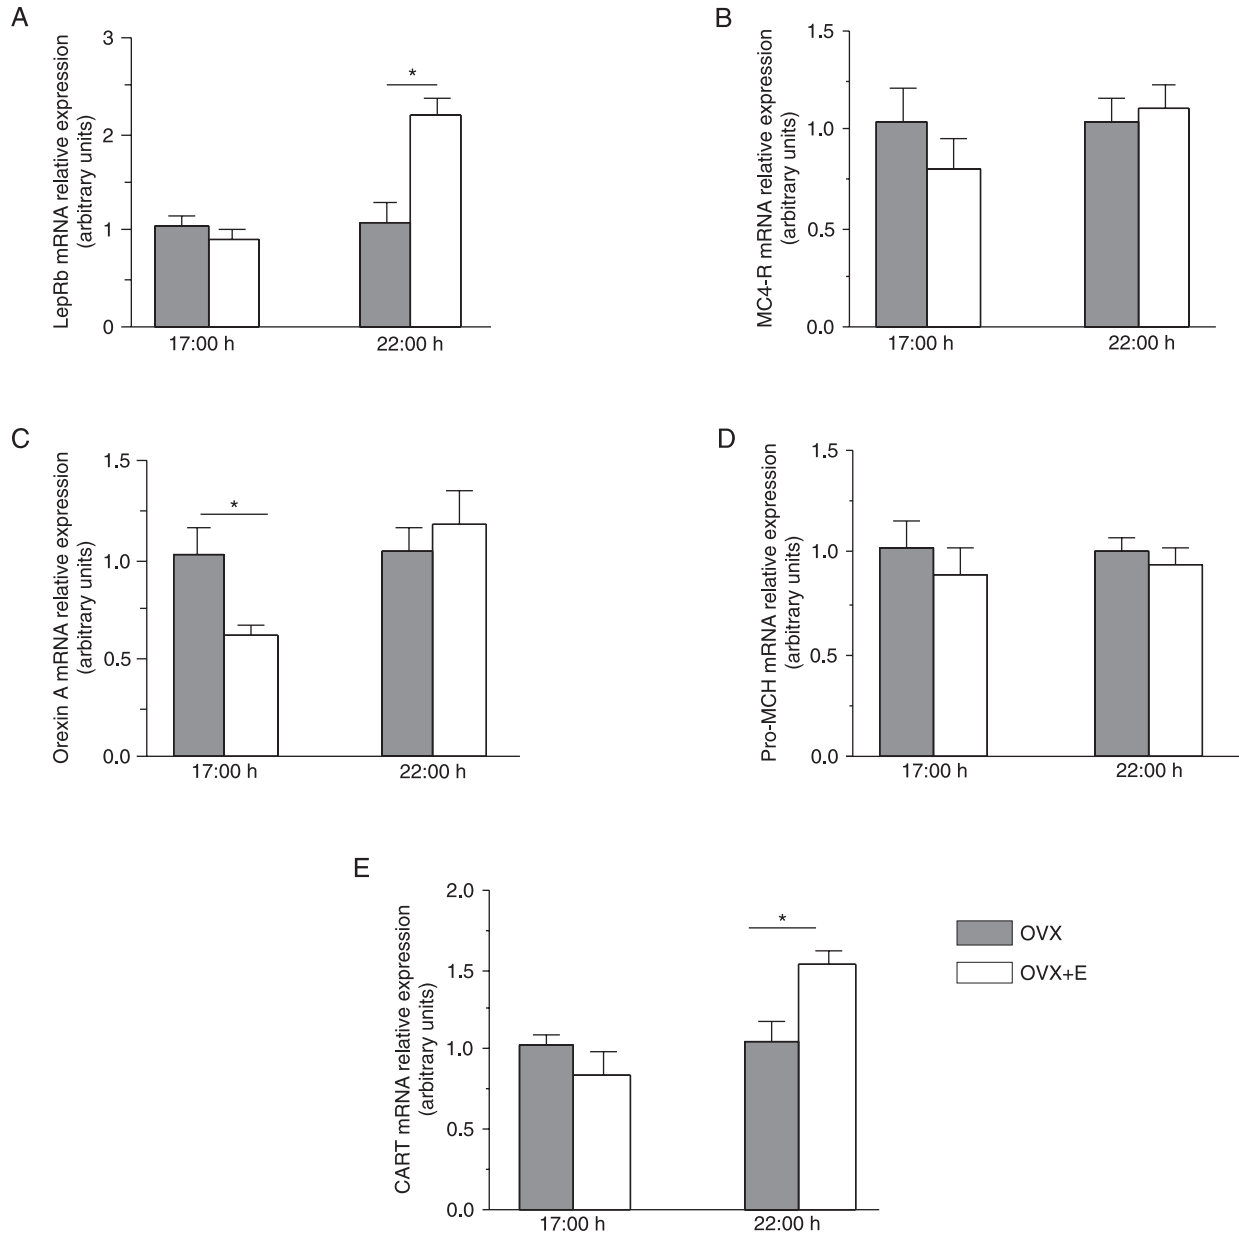 A
LepRb mRNA relative expression
(arbitrary units)
3
2
1
0
*
17:00 h
22:00 h
B
MC4-R mRNA relative expression
(arbitrary units)
1.5
1.0
0.5
0.0
17:00 h
22:00 h
C
Orexin A mRNA relative expression
(arbitrary units)
1.5
1.0
0.5
0.0
*
17:00 h
22:00 h
D
Pro-MCH mRNA relative expression
(arbitrary units)
1.5
1.0
0.5
0.0
17:00 h
22:00 h
E
CART mRNA relative expression
(arbitrary units)
2.0
1.5
1.0
0.5
0.0
*
17:00 h
22:00 h
OVX
OVX+E